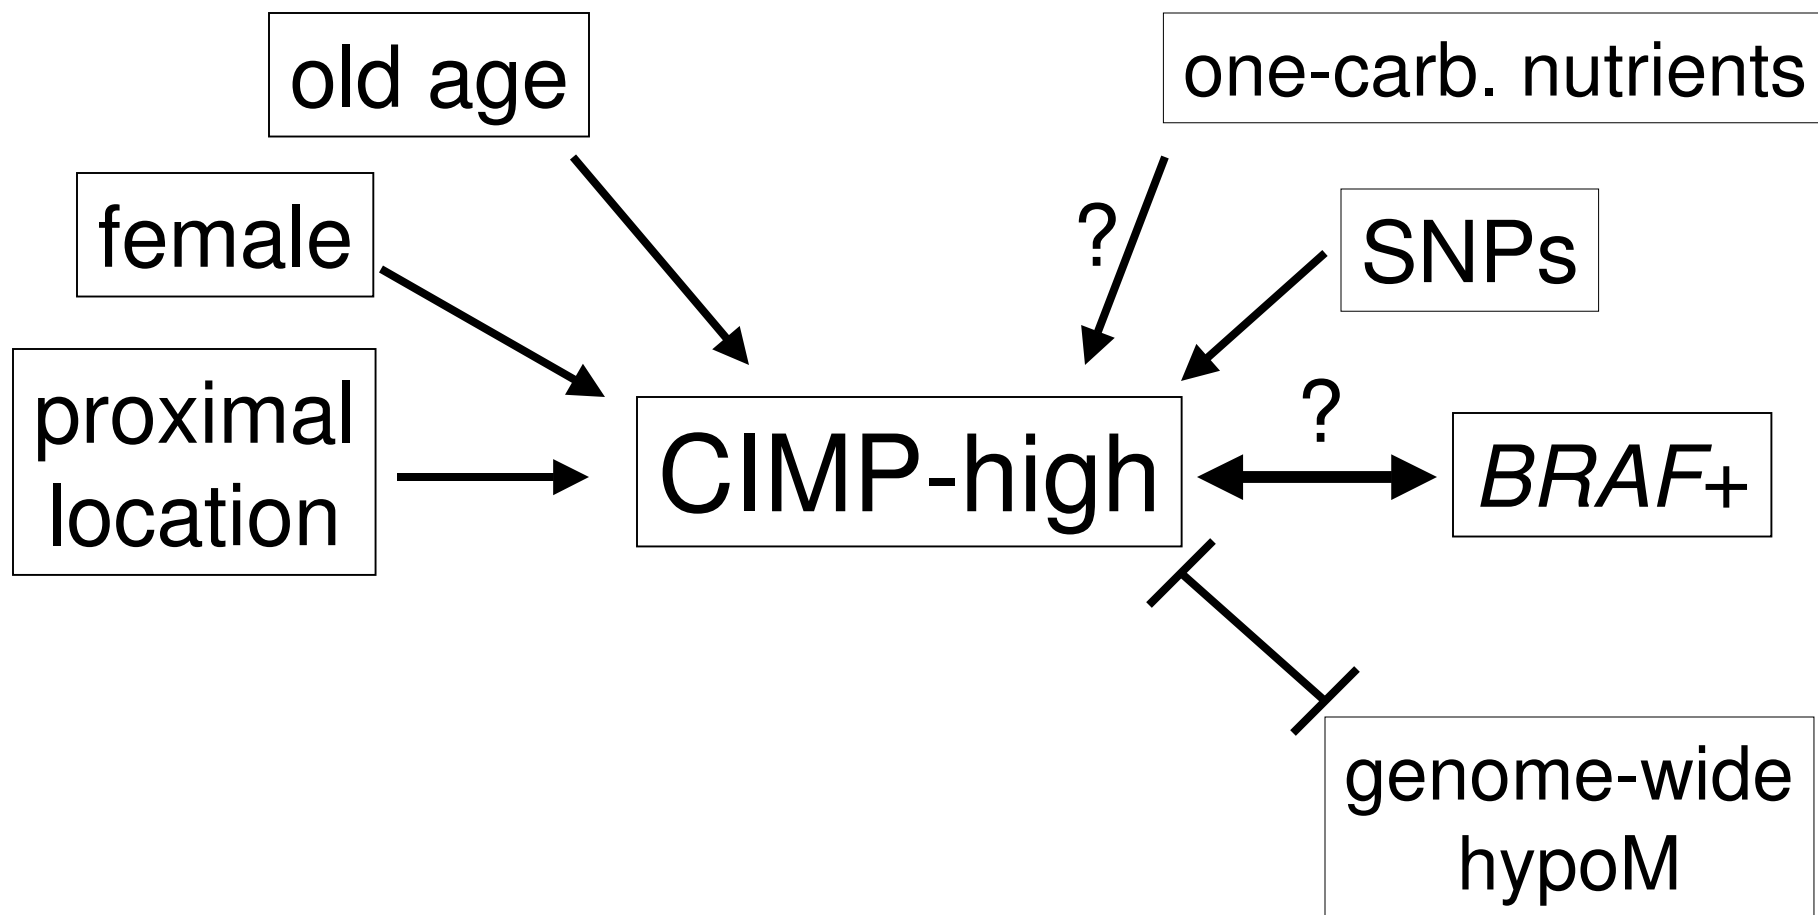 old age
one-carb. nutrients
female
?
SNPs
proximal
location
CIMP-high
?
BRAF+
genome-wide
hypoM